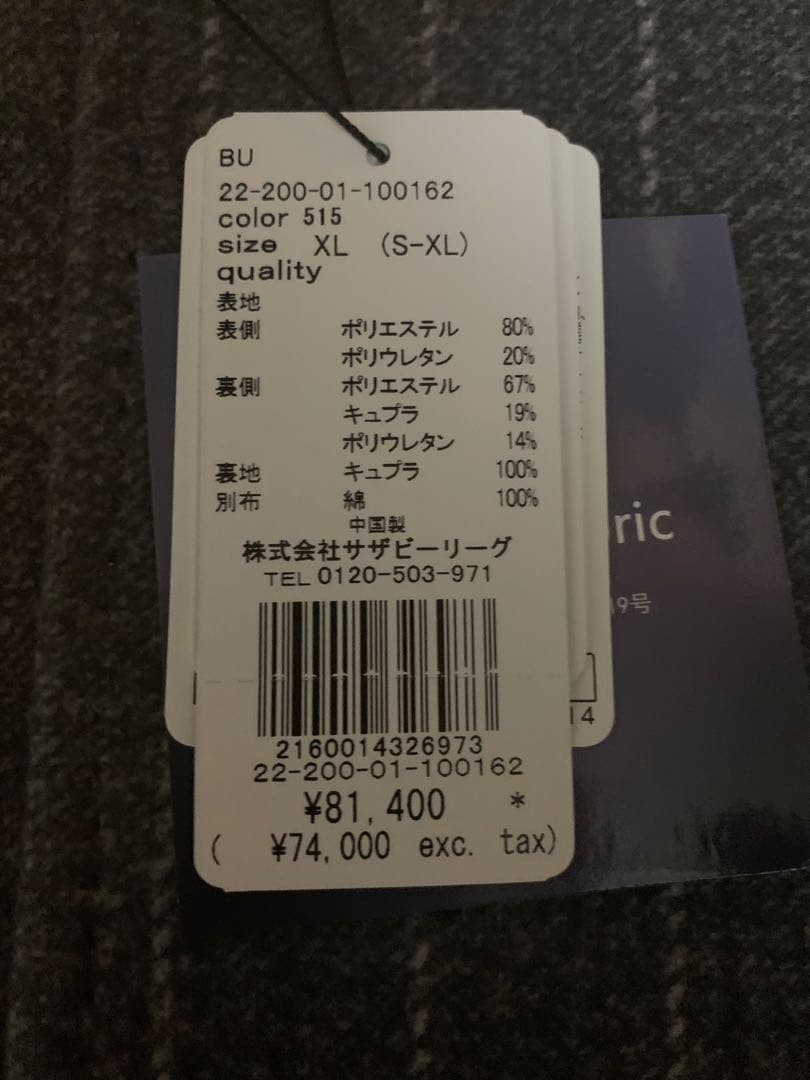 BU
22-200-01-100162
color 515
size XL (S-XL)
quality
表地
表側 ポリエステル 80%
ポリウレタン 20%
裏側 ポリエステル 67%
キュプラ 19%
ポリウレタン 14%
裏地 キュプラ 100%
別布 綿 100%
中国製
株式会社サザビーリーグ
TEL 0120-503-971
2160014326973
22-200-01-100162
¥81,400 *
( ¥74,000 exc. tax)
ric
19号
14